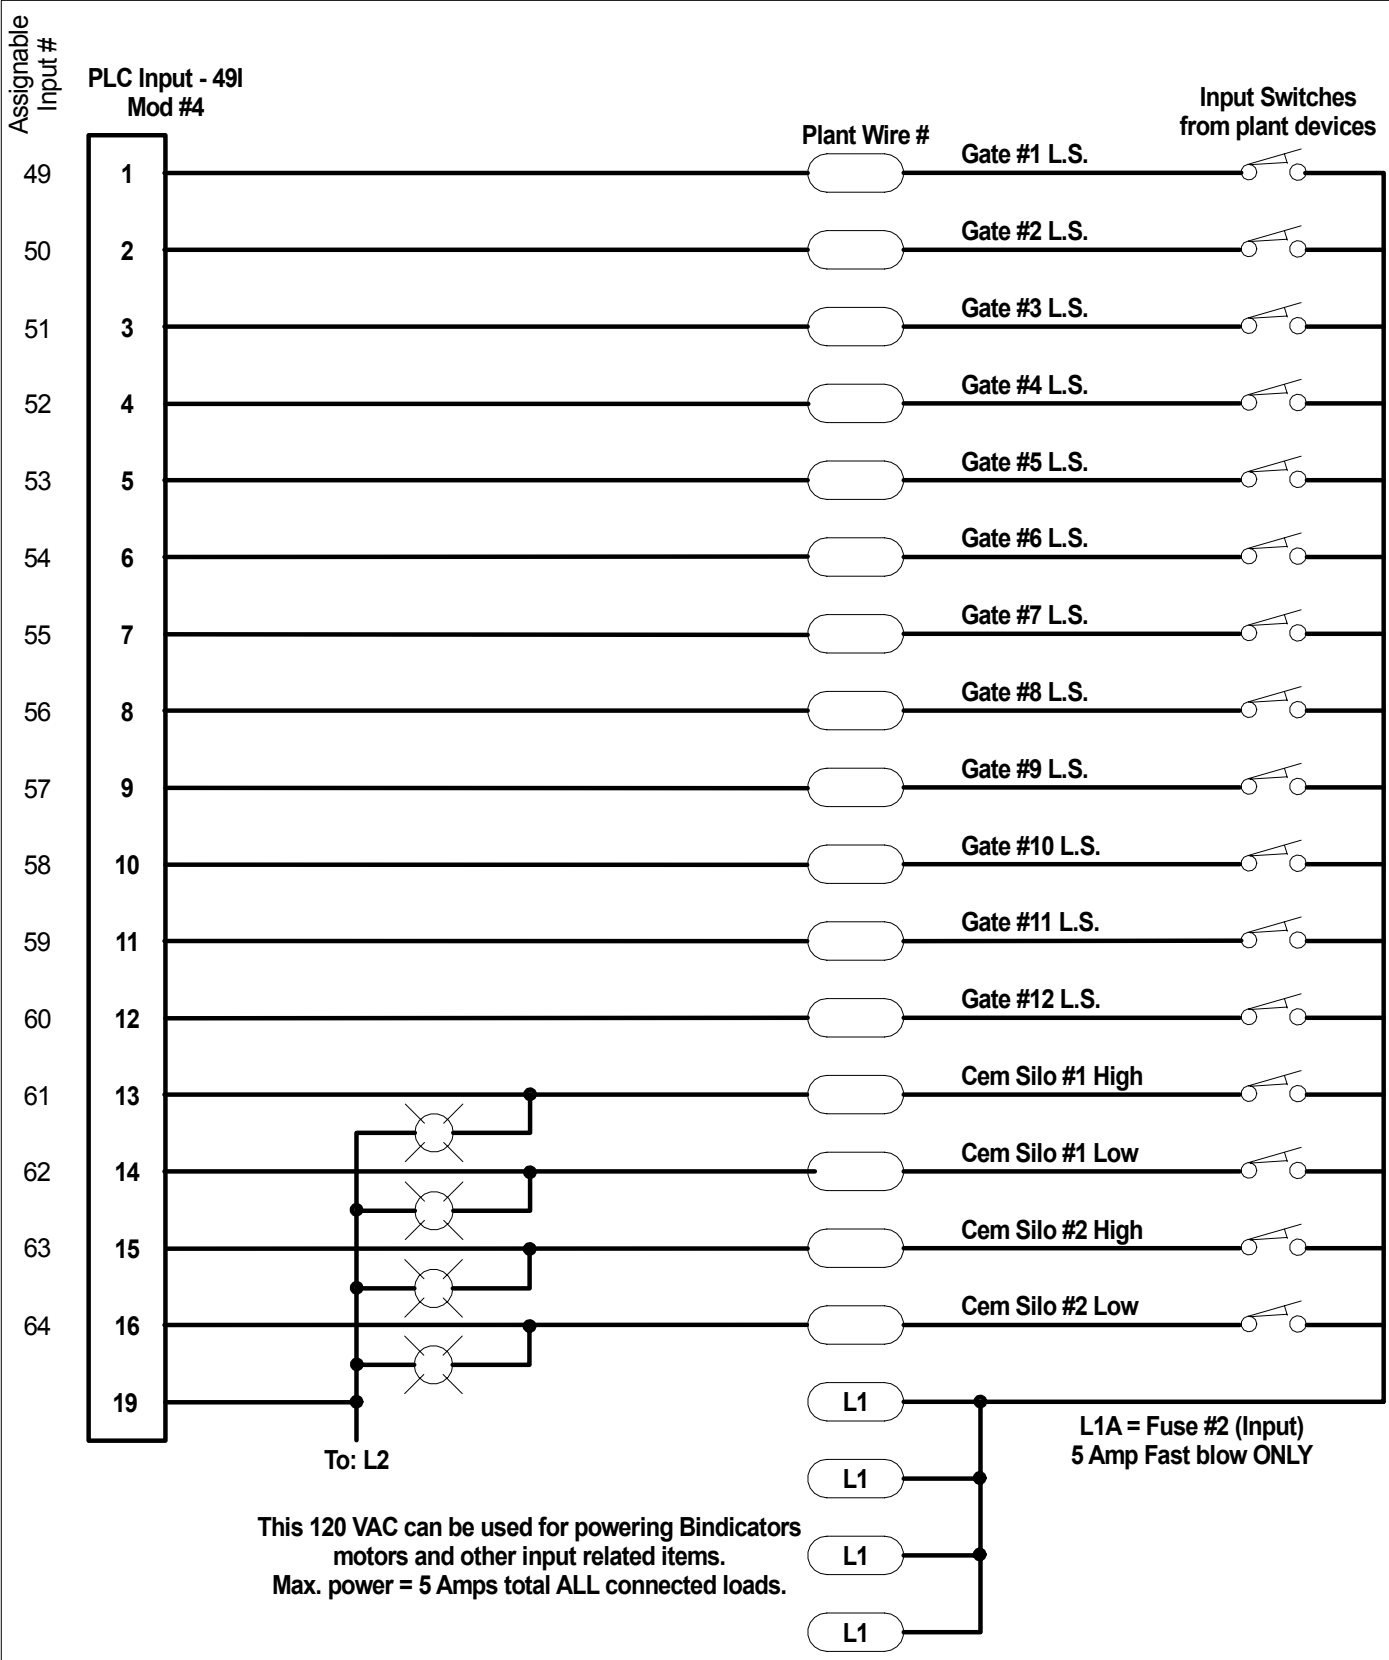 Assignable
Input #
PLC Input - 49I
Mod #4
Plant Wire #
Input Switches
from plant devices
49 1 Gate #1 L.S.
50 2 Gate #2 L.S.
51 3 Gate #3 L.S.
52 4 Gate #4 L.S.
53 5 Gate #5 L.S.
54 6 Gate #6 L.S.
55 7 Gate #7 L.S.
56 8 Gate #8 L.S.
57 9 Gate #9 L.S.
58 10 Gate #10 L.S.
59 11 Gate #11 L.S.
60 12 Gate #12 L.S.
61 13 Cem Silo #1 High
62 14 Cem Silo #1 Low
63 15 Cem Silo #2 High
64 16 Cem Silo #2 Low
19 L1
L1A = Fuse #2 (Input)
5 Amp Fast blow ONLY
To: L2
L1
This 120 VAC can be used for powering Bindicators
motors and other input related items.
Max. power = 5 Amps total ALL connected loads.
L1
L1